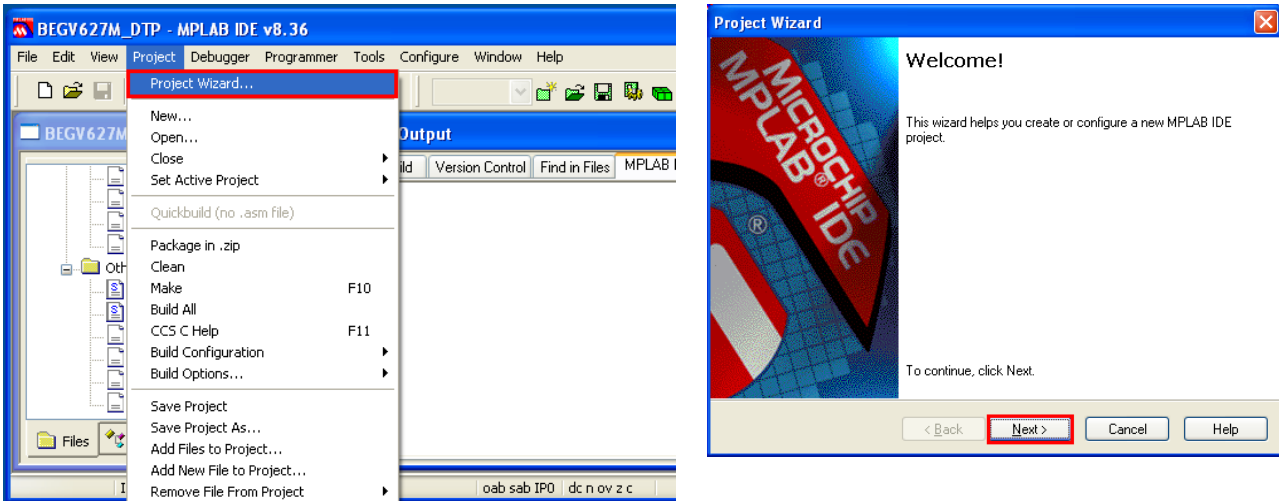 BEGV627M_DTP - MPLAB IDE v8.36
File Edit View Project Debugger Programmer Tools Configure Window Help
Project Wizard...
New...
Open...
Close
Set Active Project
Quickbuild (no .asm file)
Package in .zip
Clean
Make F10
Build All
CCS C Help F11
Build Configuration
Build Options...
Save Project
Save Project As...
Add Files to Project...
Add New File to Project...
Remove File From Project
BEGV627M
Output
Version Control Find in Files MPLAB
Files
oab sab IP0 dc n ov z c
Project Wizard
MICROCHIP
MPLAB® IDE
®
Welcome!
This wizard helps you create or configure a new MPLAB IDE
project.
To continue, click Next.
< Back Next > Cancel Help